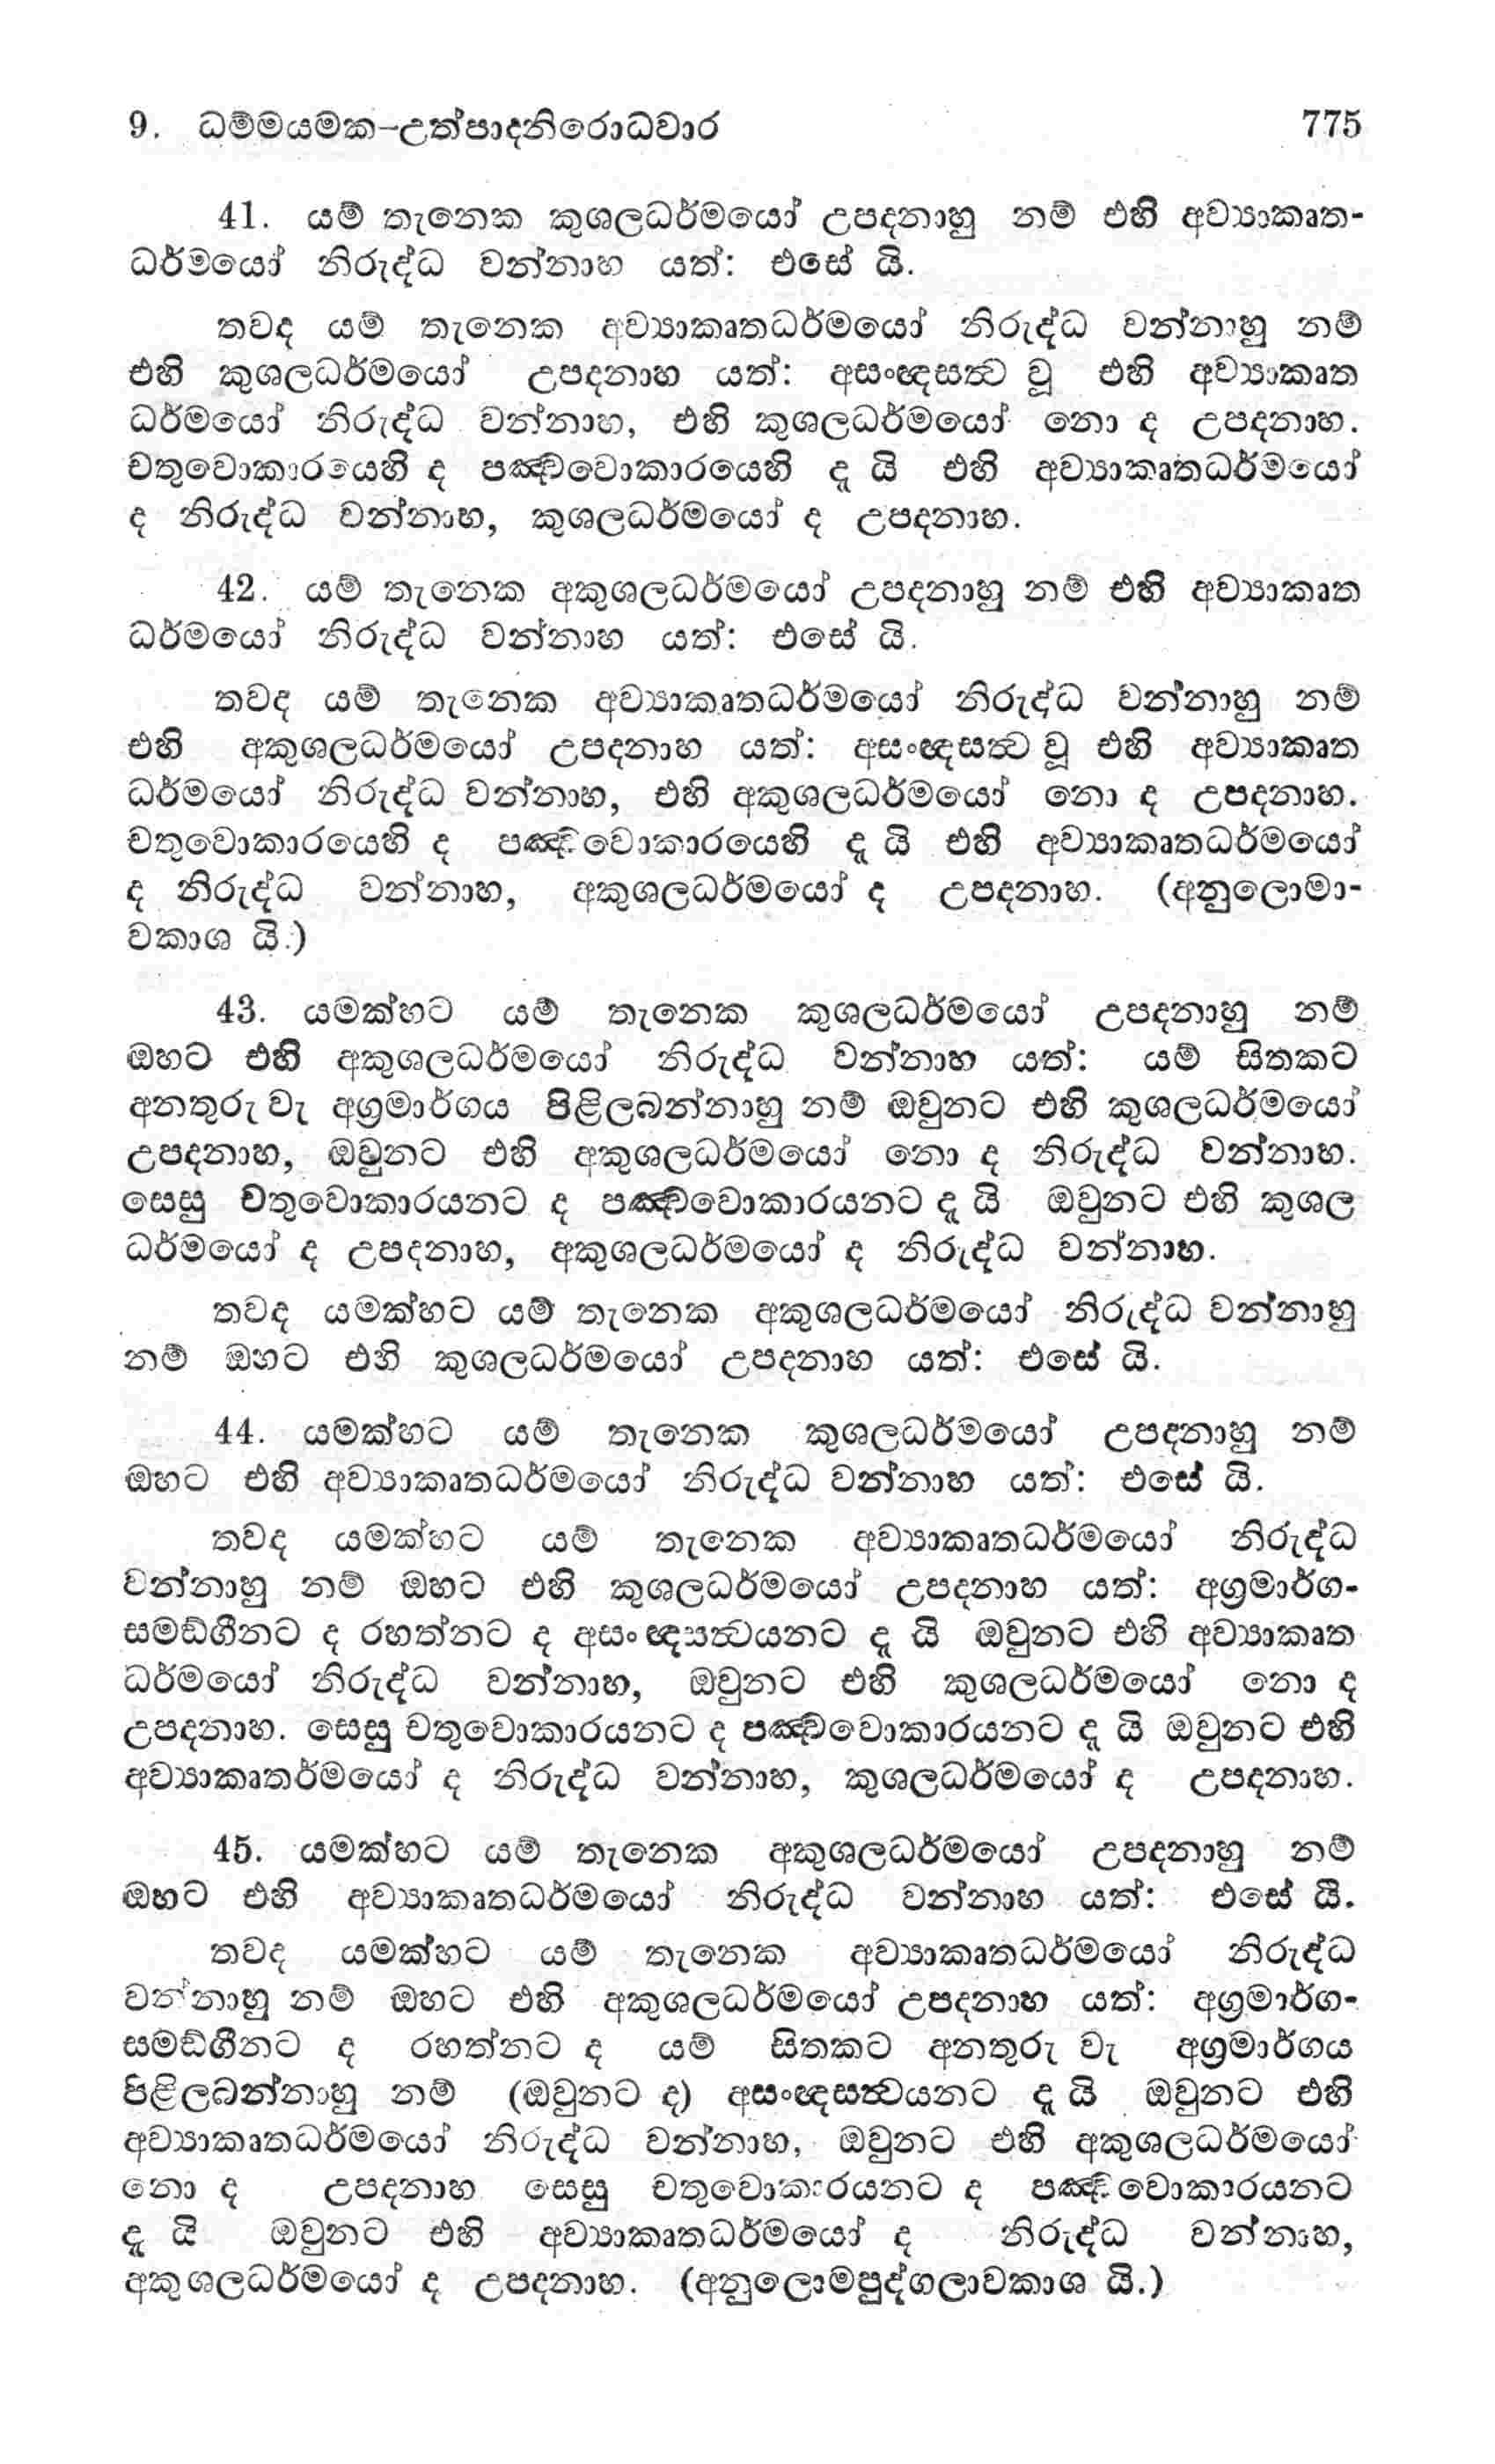 9. ධම්මයමක–උත්පාදනිරොධවාර 775
41. යම් තැනෙක කුශලධර්මයෝ උපදනාහු නම් එහි අව්‍යාකෘත-
ධර්මයෝ නිරුද්ධ වන්නාහ යත්: එසේ යි.
තවද යම් තැනෙක අව්‍යාකෘතධර්මයෝ නිරුද්ධ වන්නාහු නම්
එහි කුශලධර්මයෝ උපදනාහ යත්: අසංඥසත්‍ව වූ එහි අව්‍යාකෘත
ධර්මයෝ නිරුද්ධ වන්නාහ, එහි කුශලධර්මයෝ නො ද උපදනාහ.
චතුවොකාරයෙහි ද පඤ්චවොකාරයෙහි දැ යි එහි අව්‍යාකෘතධර්මයෝ
ද නිරුද්ධ වන්නාහ, කුශලධර්මයෝ ද උපදනාහ.
42. යම් තැනෙක අකුශලධර්මයෝ උපදනාහු නම් එහි අව්‍යාකෘත
ධර්මයෝ නිරුද්ධ වන්නාහ යත්: එසේ යි.
තවද යම් තැනෙක අව්‍යාකෘතධර්මයෝ නිරුද්ධ වන්නාහු නම්
එහි අකුශලධර්මයෝ උපදනාහ යත්: අසංඥසත්‍ව වූ එහි අව්‍යාකෘත
ධර්මයෝ නිරුද්ධ වන්නාහ, එහි අකුශලධර්මයෝ නො ද උපදනාහ.
චතුවොකාරයෙහි ද පඤ්චවොකාරයෙහි දැ යි එහි අව්‍යාකෘතධර්මයෝ
ද නිරුද්ධ වන්නාහ, අකුශලධර්මයෝ ද උපදනාහ. (අනුලොමා-
වකාශ යි.)
43. යමක්හට යම් තැනෙක කුශලධර්මයෝ උපදනාහු නම්
ඔහට එහි අකුශලධර්මයෝ නිරුද්ධ වන්නාහ යත්: යම් සිතකට
අනතුරු වැ අග්‍රමාර්ගය පිළිලබන්නාහු නම් ඔවුනට එහි කුශලධර්මයෝ
උපදනාහ, ඔවුනට එහි අකුශලධර්මයෝ නො ද නිරුද්ධ වන්නාහ.
සෙසු චතුවොකාරයනට ද පඤ්චවොකාරයනට දැ යි ඔවුනට එහි කුශල
ධර්මයෝ ද උපදනාහ, අකුශලධර්මයෝ ද නිරුද්ධ වන්නාහ.
තවද යමක්හට යම් තැනෙක අකුශලධර්මයෝ නිරුද්ධ වන්නාහු
නම් ඔහට එහි කුශලධර්මයෝ උපදනාහ යත්: එසේ යි.
44. යමක්හට යම් තැනෙක කුශලධර්මයෝ උපදනාහු නම්
ඔහට එහි අව්‍යාකෘතධර්මයෝ නිරුද්ධ වන්නාහ යත්: එසේ යි.
තවද යමක්හට යම් තැනෙක අව්‍යාකෘතධර්මයෝ නිරුද්ධ
වන්නාහු නම් ඔහට එහි කුශලධර්මයෝ උපදනාහ යත්: අග්‍රමාර්ග-
සමඞ්ගීනට ද රහත්නට ද අසංඥසත්‍වයනට දැ යි ඔවුනට එහි අව්‍යාකෘත
ධර්මයෝ නිරුද්ධ වන්නාහ, ඔවුනට එහි කුශලධර්මයෝ නො ද
උපදනාහ. සෙසු චතුවොකාරයනට ද පඤ්චවොකාරයනට දැ යි ඔවුනට එහි
අව්‍යාකෘතර්මයෝ ද නිරුද්ධ වන්නාහ, කුශලධර්මයෝ ද උපදනාහ.
45. යමක්හට යම් තැනෙක අකුශලධර්මයෝ උපදනාහු නම්
ඔහට එහි අව්‍යාකෘතධර්මයෝ නිරුද්ධ වන්නාහ යත්: එසේ යි.
තවද යමක්හට යම් තැනෙක අව්‍යාකෘතධර්මයෝ නිරුද්ධ
වන්නාහු නම් ඔහට එහි අකුශලධර්මයෝ උපදනාහ යත්: අග්‍රමාර්ග-
සමඞ්ගීනට ද රහත්නට ද යම් සිතකට අනතුරු වැ අග්‍රමාර්ගය
පිළිලබන්නාහු නම් (ඔවුනට ද) අසංඥසත්‍වයනට දැ යි ඔවුනට එහි
අව්‍යාකෘතධර්මයෝ නිරුද්ධ වන්නාහ, ඔවුනට එහි අකුශලධර්මයෝ
නො ද උපදනාහ සෙසු චතුවොකාරයනට ද පඤ්චවොකාරයනට
දැ යි ඔවුනට එහි අව්‍යාකෘතධර්මයෝ ද නිරුද්ධ වන්නාහ,
අකුශලධර්මයෝ ද උපදනාහ. (අනුලොමපුද්ගලාවකාශ යි.)